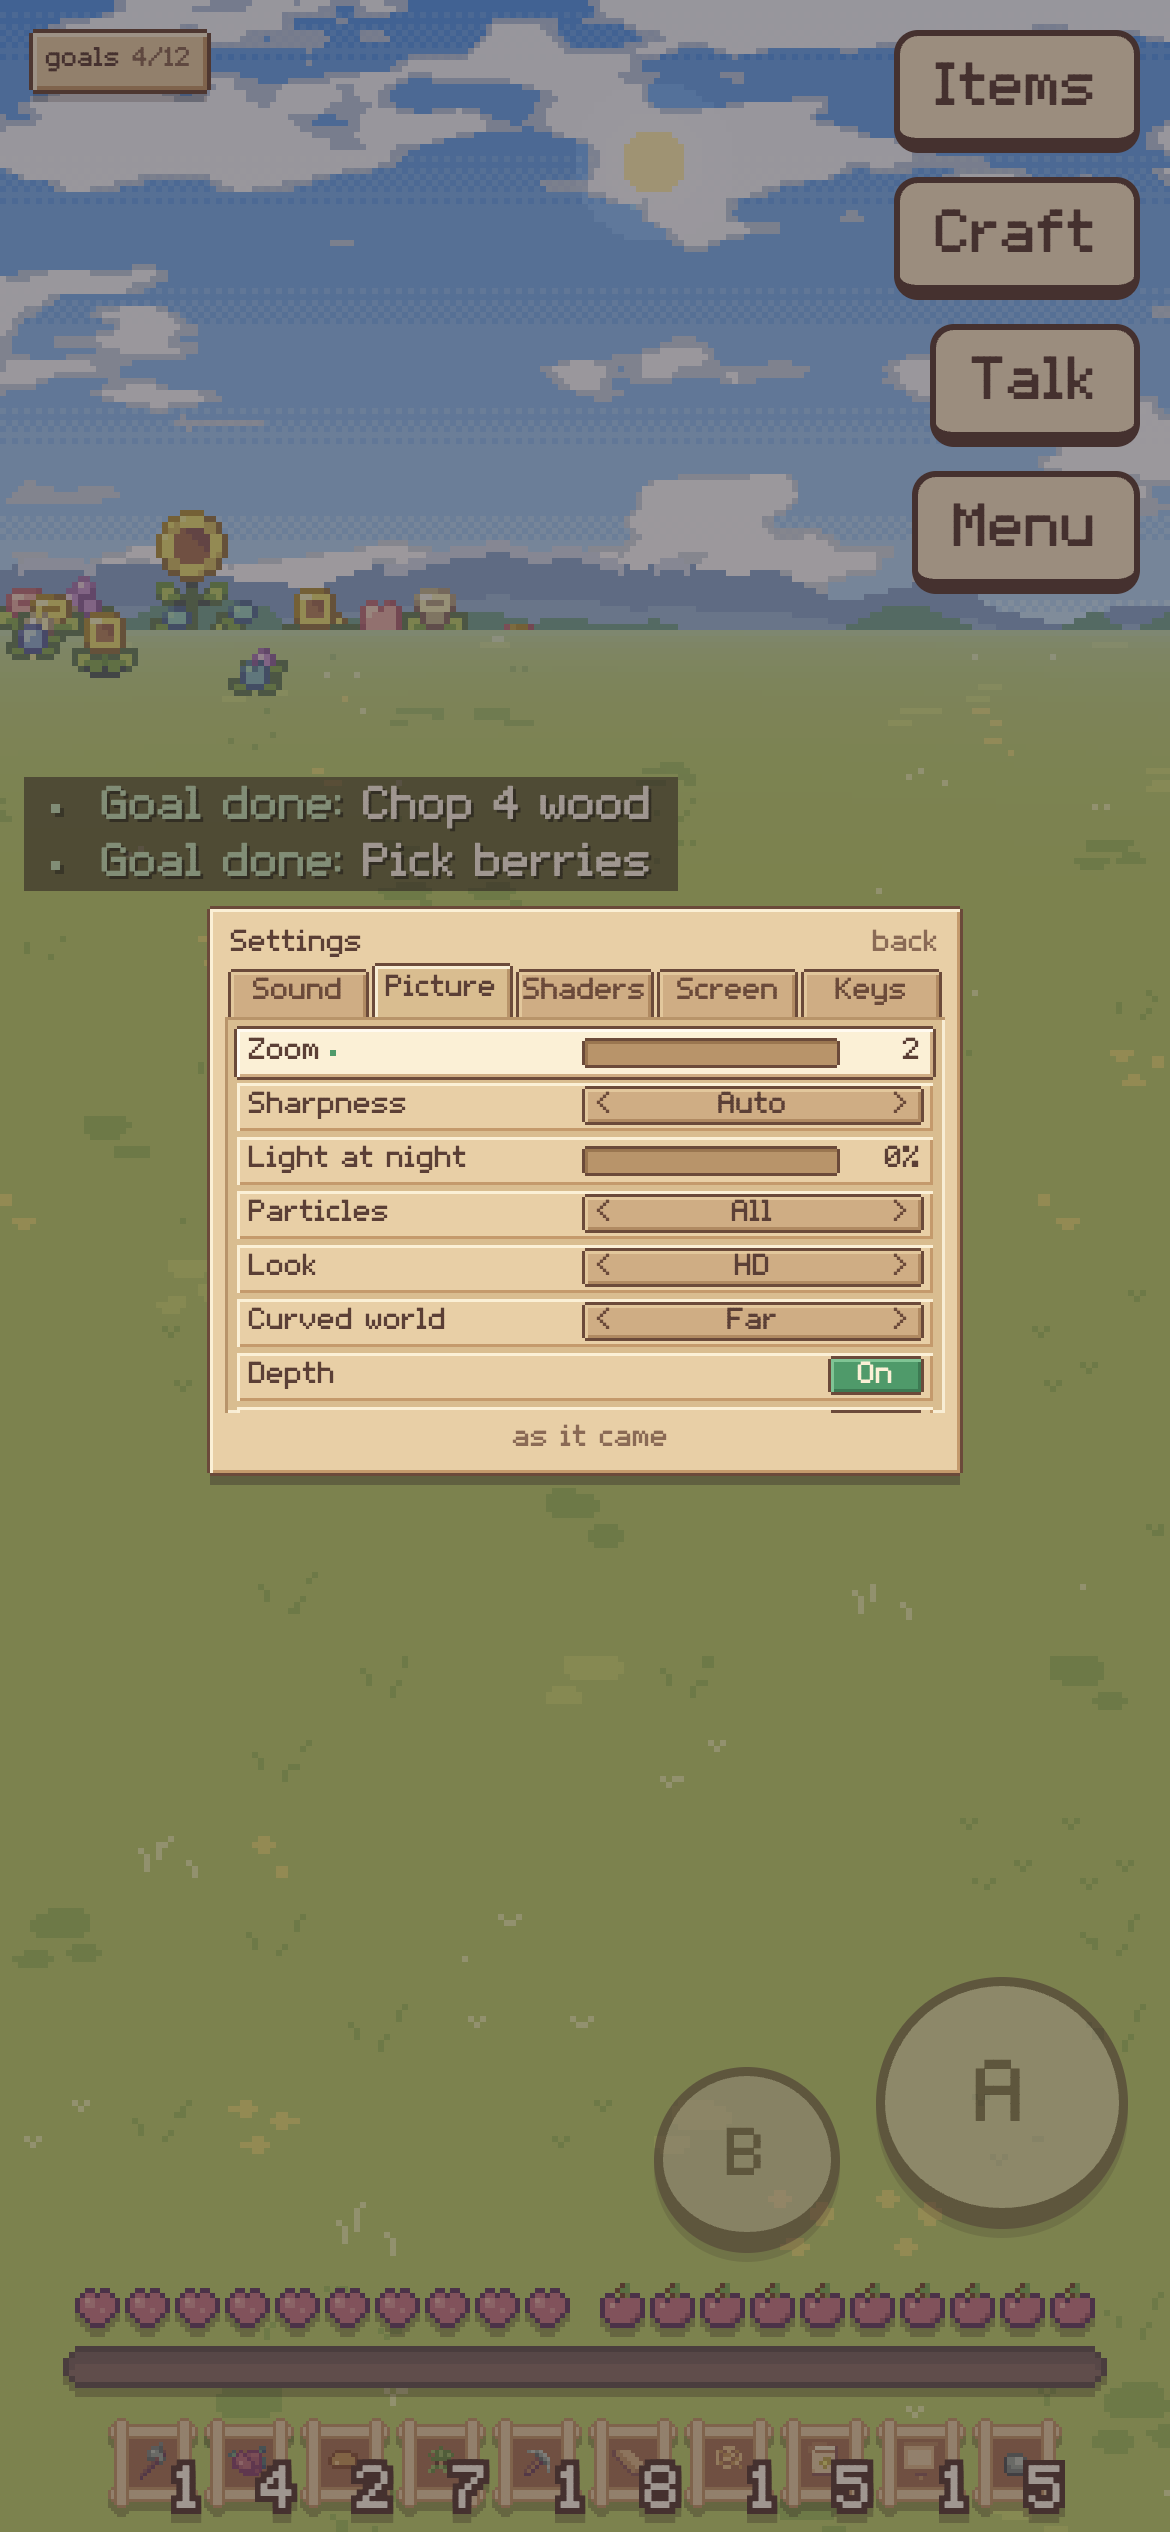 goals 4/12
Items
Craft
Talk
Menu
Goal done: Chop 4 wood
Goal done: Pick berries
Settings back
Sound Picture Shaders Screen Keys
Zoom 2
Sharpness < Auto >
Light at night 0%
Particles < All >
Look < HD >
Curved world < Far >
Depth On
as it came
A
B
1 4 2 7 1 8 1 5 1 5